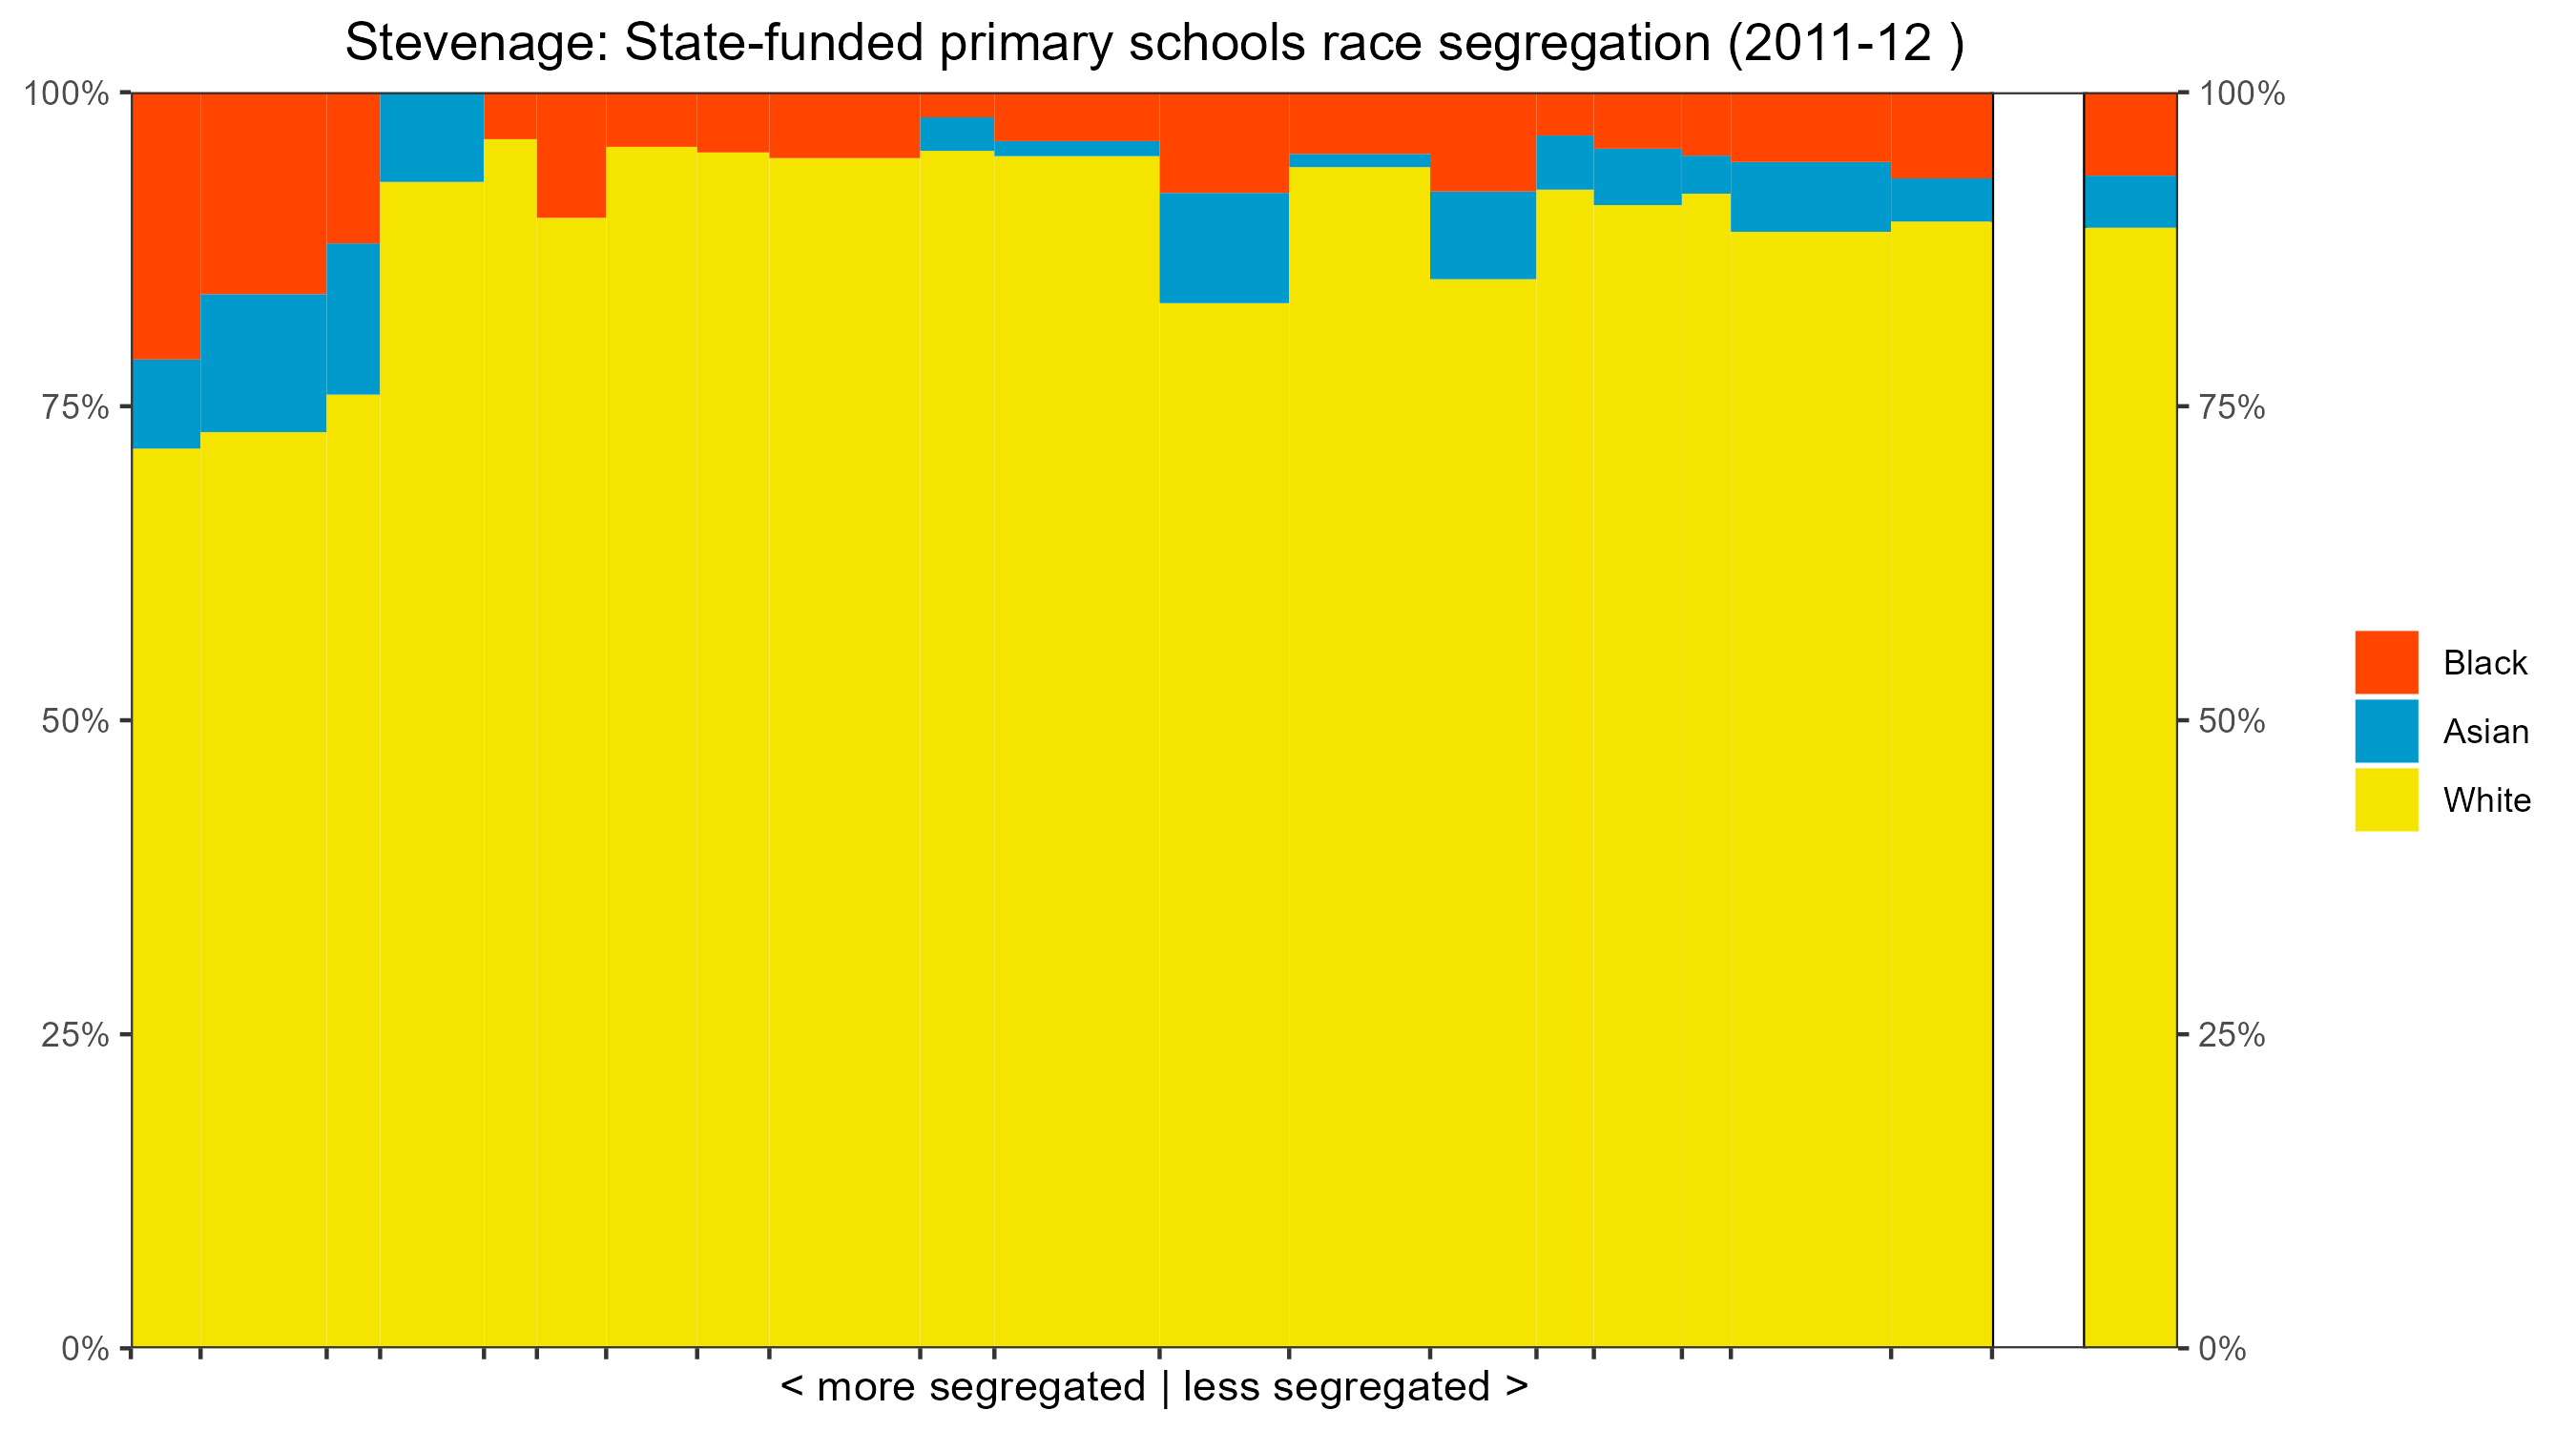 Stevenage: State-funded primary schools race segregation (2011-12 )
100%
75%
50%
25%
0%
100%
75%
50%
25%
0%
Black
Asian
White
< more segregated | less segregated >